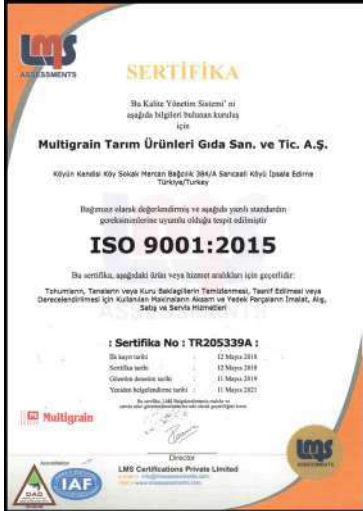 LMS
ASSESSMENTS
SERTİFİKA
Bu Kalite Yönetim Sistemi' ni
aşağıda bilgileri bulunan kuruluş
için
Multigrain Tarım Ürünleri Gıda San. ve Tic. A.Ş.
Köyün Kendisi Köy Sokak Mercan Bağcılık 384/A Sarıcaali Köyü İpsala Edirne
Türkiye/Turkey
Bağımsız olarak değerlendirmiş ve aşağıda yazılı standardın
gereksinimlerine uyumlu olduğu tespit edilmiştir
ISO 9001:2015
Bu sertifika, aşağıdaki ürün veya hizmet aralıkları için geçerlidir:
Tohumların, Tanelerin veya Kuru Baklagillerin Temizlenmesi, Tasnif Edilmesi veya
Derecelendirilmesi İçin Kullanılan Makinaların Aksam ve Yedek Parçaların İmalat, Alış,
Satış ve Servis Hizmetleri
: Sertifika No : TR205339A :
İlk kayıt tarihi : 12 Mayıs 2018
Sertifika tarihi : 12 Mayıs 2018
Gözetim denetim tarihi : 11 Mayıs 2019
Yeniden belgelendirme tarihi : 11 Mayıs 2021
Multigrain
Director
LMS Certifications Private Limited
Accreditation
DAC
IAF
LMS
ASSESSMENTS